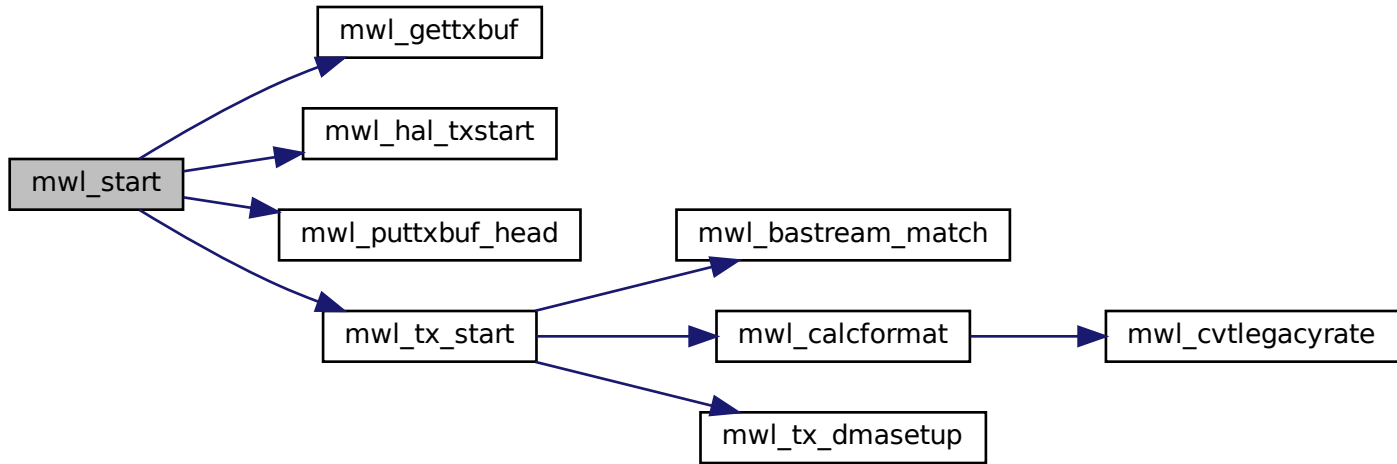 mwl_start
mwl_gettxbuf
mwl_hal_txstart
mwl_puttxbuf_head
mwl_tx_start
mwl_bastream_match
mwl_calcformat
mwl_tx_dmasetup
mwl_cvtlegacyrate